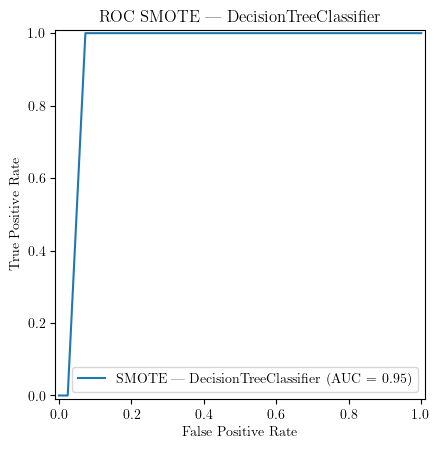 ROC SMOTE — DecisionTreeClassifier
1.0
0.8
0.6
0.4
0.2
0.0
True Positive Rate
SMOTE — DecisionTreeClassifier (AUC = 0.95)
0.0 0.2 0.4 0.6 0.8 1.0
False Positive Rate